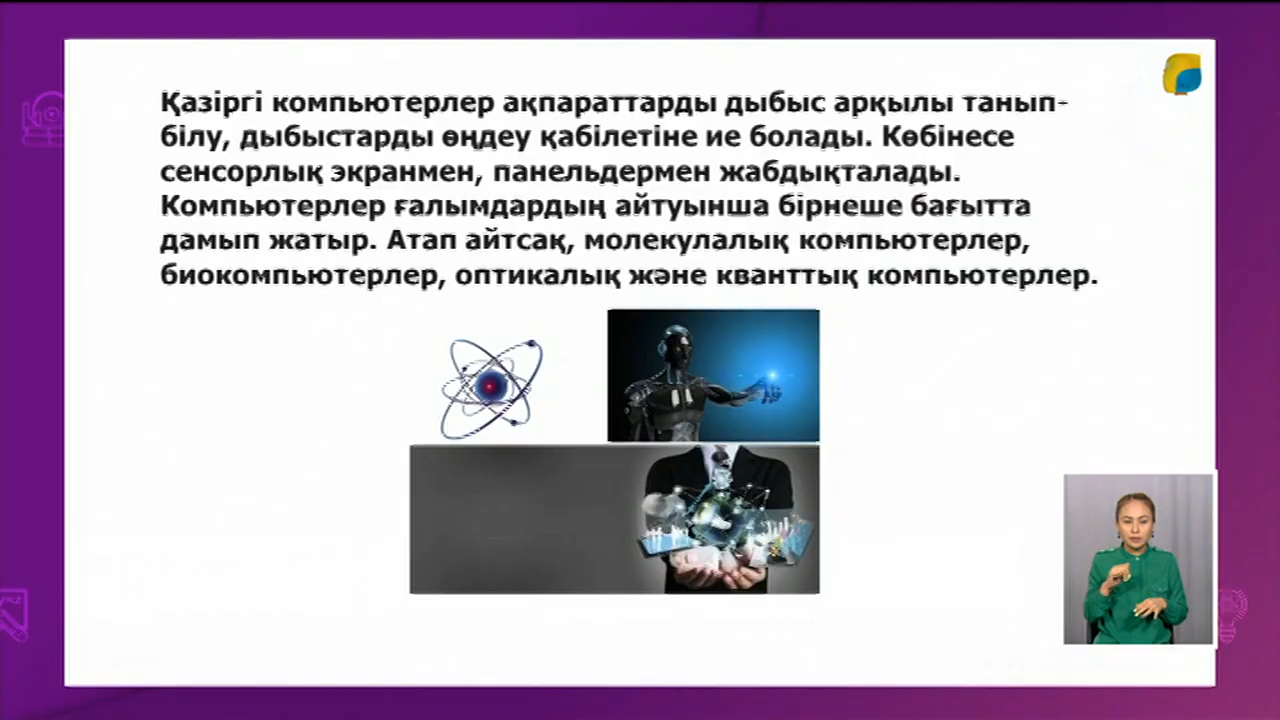 Қазіргі компьютерлер ақпараттарды дыбыс арқылы танып-
білу, дыбыстарды өңдеу қабілетіне ие болады. Көбінесе
сенсорлық экранмен, панельдермен жабдықталады.
Компьютерлер ғалымдардың айтуынша бірнеше бағытта
дамып жатыр. Атап айтсақ, молекулалық компьютерлер,
биокомпьютерлер, оптикалық және кванттық компьютерлер.